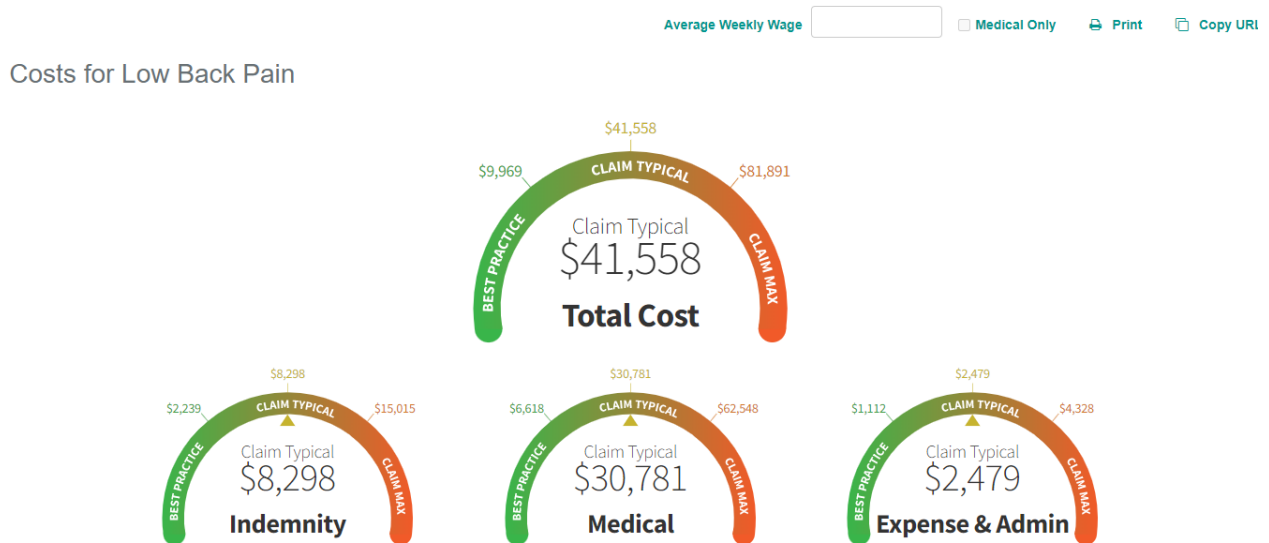 Average Weekly Wage Medical Only Print Copy URL
Costs for Low Back Pain
$41,558
$9,969 $81,891
BEST PRACTICE CLAIM TYPICAL CLAIM MAX
Claim Typical
$41,558
Total Cost
$8,298
$2,239 $15,015
BEST PRACTICE CLAIM TYPICAL CLAIM MAX
Claim Typical
$8,298
Indemnity
$30,781
$6,618 $62,548
BEST PRACTICE CLAIM TYPICAL CLAIM MAX
Claim Typical
$30,781
Medical
$2,479
$1,112 $4,328
BEST PRACTICE CLAIM TYPICAL CLAIM MAX
Claim Typical
$2,479
Expense & Admin